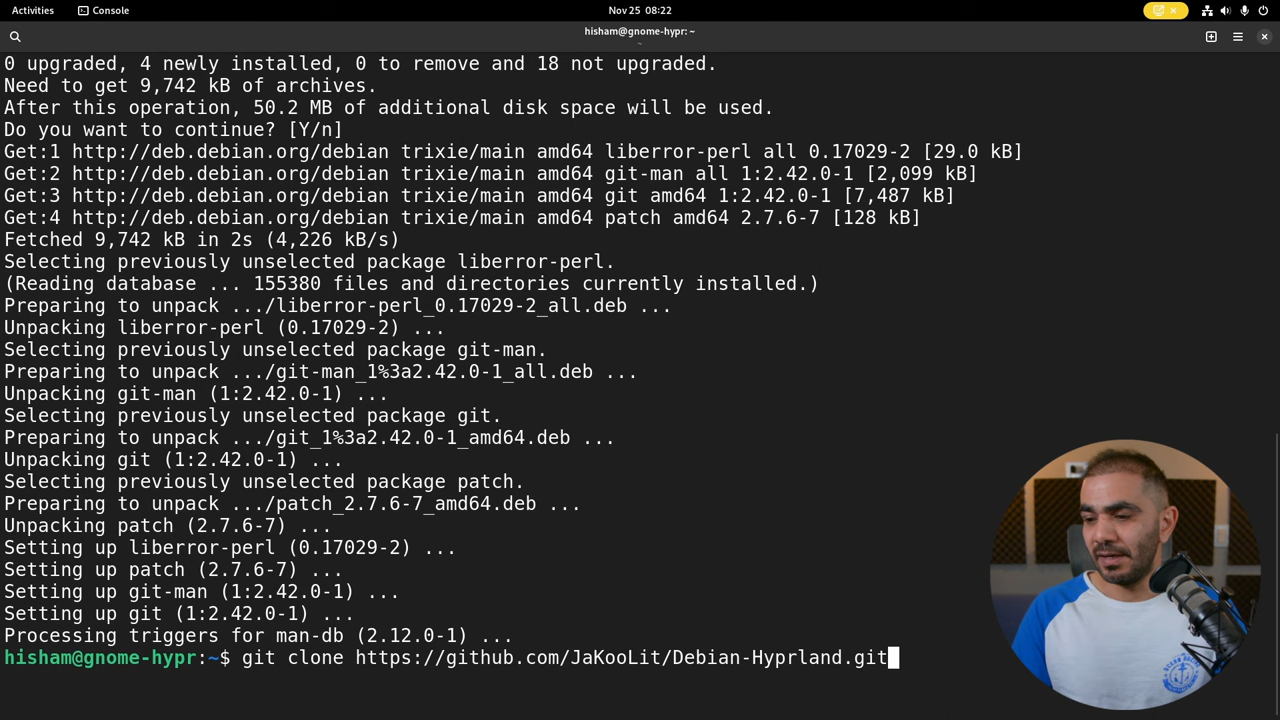 Activities Console Nov 25 08:22
hisham@gnome-hypr: ~
~
0 upgraded, 4 newly installed, 0 to remove and 18 not upgraded.
Need to get 9,742 kB of archives.
After this operation, 50.2 MB of additional disk space will be used.
Do you want to continue? [Y/n]
Get:1 http://deb.debian.org/debian trixie/main amd64 liberror-perl all 0.17029-2 [29.0 kB]
Get:2 http://deb.debian.org/debian trixie/main amd64 git-man all 1:2.42.0-1 [2,099 kB]
Get:3 http://deb.debian.org/debian trixie/main amd64 git amd64 1:2.42.0-1 [7,487 kB]
Get:4 http://deb.debian.org/debian trixie/main amd64 patch amd64 2.7.6-7 [128 kB]
Fetched 9,742 kB in 2s (4,226 kB/s)
Selecting previously unselected package liberror-perl.
(Reading database ... 155380 files and directories currently installed.)
Preparing to unpack .../liberror-perl_0.17029-2_all.deb ...
Unpacking liberror-perl (0.17029-2) ...
Selecting previously unselected package git-man.
Preparing to unpack .../git-man_1%3a2.42.0-1_all.deb ...
Unpacking git-man (1:2.42.0-1) ...
Selecting previously unselected package git.
Preparing to unpack .../git_1%3a2.42.0-1_amd64.deb ...
Unpacking git (1:2.42.0-1) ...
Selecting previously unselected package patch.
Preparing to unpack .../patch_2.7.6-7_amd64.deb ...
Unpacking patch (2.7.6-7) ...
Setting up liberror-perl (0.17029-2) ...
Setting up patch (2.7.6-7) ...
Setting up git-man (1:2.42.0-1) ...
Setting up git (1:2.42.0-1) ...
Processing triggers for man-db (2.12.0-1) ...
hisham@gnome-hypr:~$ git clone https://github.com/JaKooLit/Debian-Hyprland.git